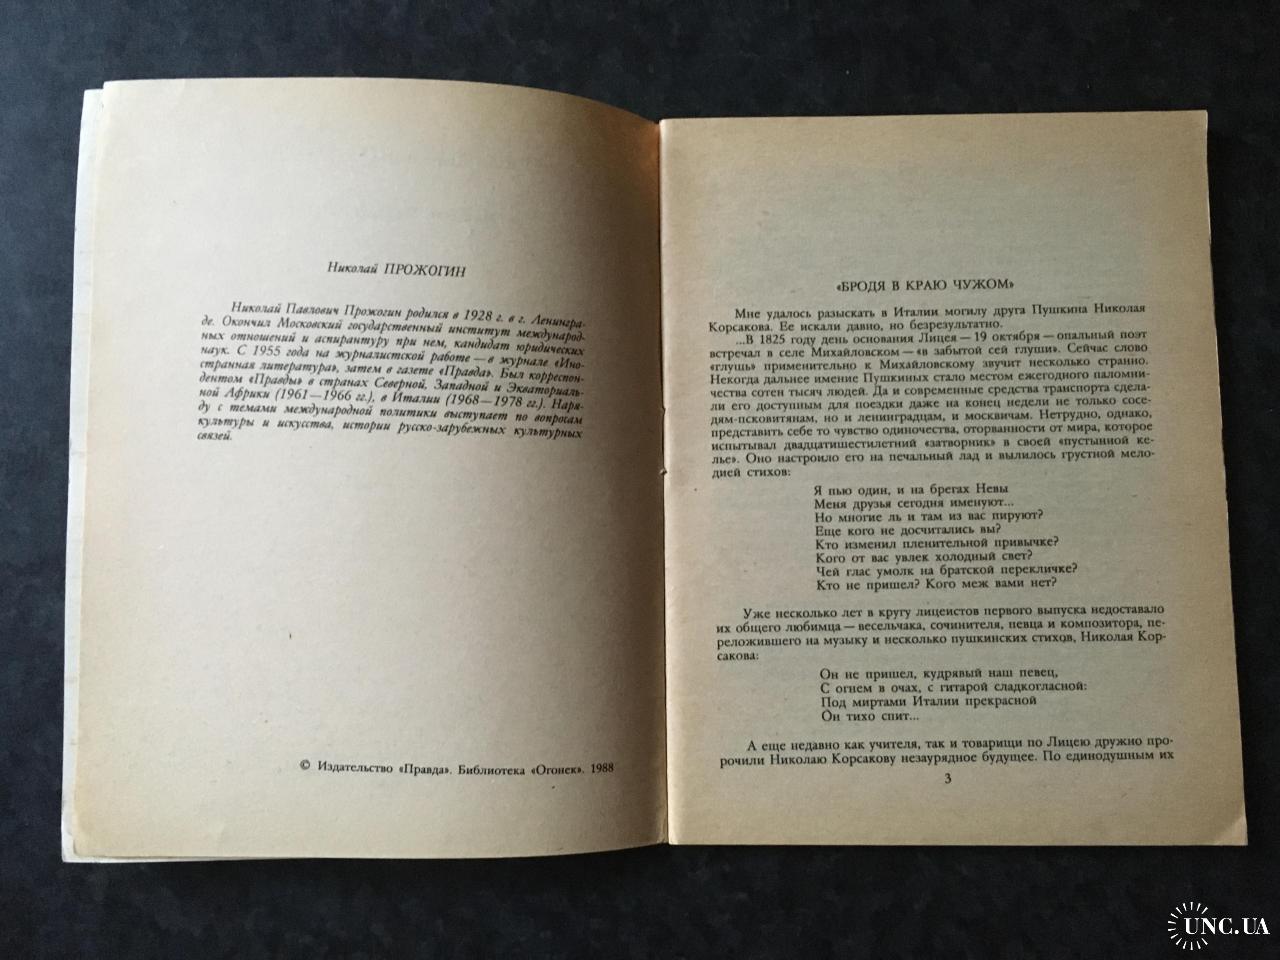 Николай ПРОЖОГИН
Николай Павлович Прожогин родился в 1928 г. в г. Ленингра-
де. Окончил Московский государственный институт международ-
ных отношений и аспирантуру при нем, кандидат юридических
наук. С 1955 года на журналистской работе — в журнале «Ино-
странная литература», затем в газете «Правда». Был корреспон-
дентом «Правды» в странах Северной, Западной и Экваториаль-
ной Африки (1961—1966 гг.), в Италии (1968—1978 гг.). Наря-
ду с темами международной политики выступает по вопросам
культуры и искусства, истории русско-зарубежных культурных
связей.
© Издательство «Правда». Библиотека «Огонек». 1988
«БРОДЯ В КРАЮ ЧУЖОМ»
Мне удалось разыскать в Италии могилу друга Пушкина Николая
Корсакова. Ее искали давно, но безрезультатно.
...В 1825 году день основания Лицея — 19 октября — опальный поэт
встречал в селе Михайловском — «в забытой сей глуши». Сейчас слово
«глушь» применительно к Михайловскому звучит несколько странно.
Некогда дальнее имение Пушкиных стало местом ежегодного паломни-
чества сотен тысяч людей. Да и современные средства транспорта сдела-
ли его доступным для поездки даже на конец недели не только сосе-
дям-псковитянам, но и ленинградцам, и москвичам. Нетрудно, однако,
представить себе то чувство одиночества, оторванности от мира, которое
испытывал двадцатишестилетний «затворник» в своей «пустынной ке-
лье». Оно настроило его на печальный лад и вылилось грустной мело-
дией стихов:
Я пью один, и на брегах Невы
Меня друзья сегодня именуют...
Но многие ль и там из вас пируют?
Еще кого не досчитались вы?
Кто изменил пленительной привычке?
Кого от вас увлек холодный свет?
Чей глас умолк на братской перекличке?
Кто не пришел? Кого меж вами нет?
Уже несколько лет в кругу лицеистов первого выпуска недоставало
их общего любимца — весельчака, сочинителя, певца и композитора, пе-
реложившего на музыку и несколько пушкинских стихов, Николая Кор-
сакова:
Он не пришел, кудрявый наш певец,
С огнем в очах, с гитарой сладкогласной:
Под миртами Италии прекрасной
Он тихо спит...
А еще недавно как учителя, так и товарищи по Лицею дружно про-
рочили Николаю Корсакову незаурядное будущее. По единодушным их
3
UNC.UA